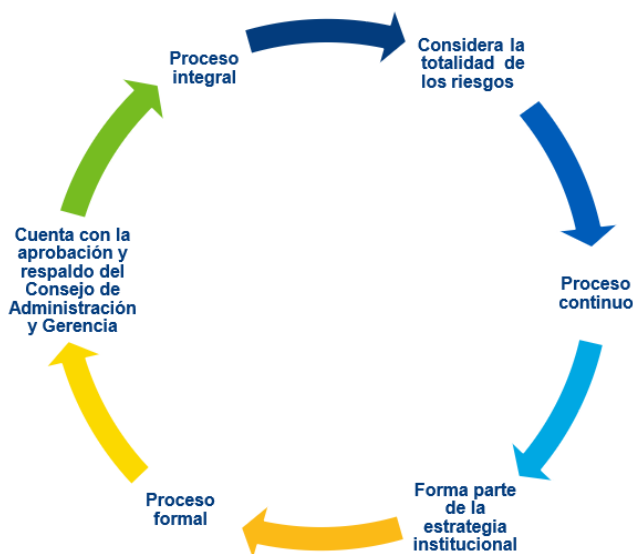 Proceso
integral
Considera la
totalidad de
los riesgos
Proceso
continuo
Forma parte
de la
estrategia
institucional
Proceso
formal
Cuenta con la
aprobación y
respaldo del
Consejo de
Administración
y Gerencia